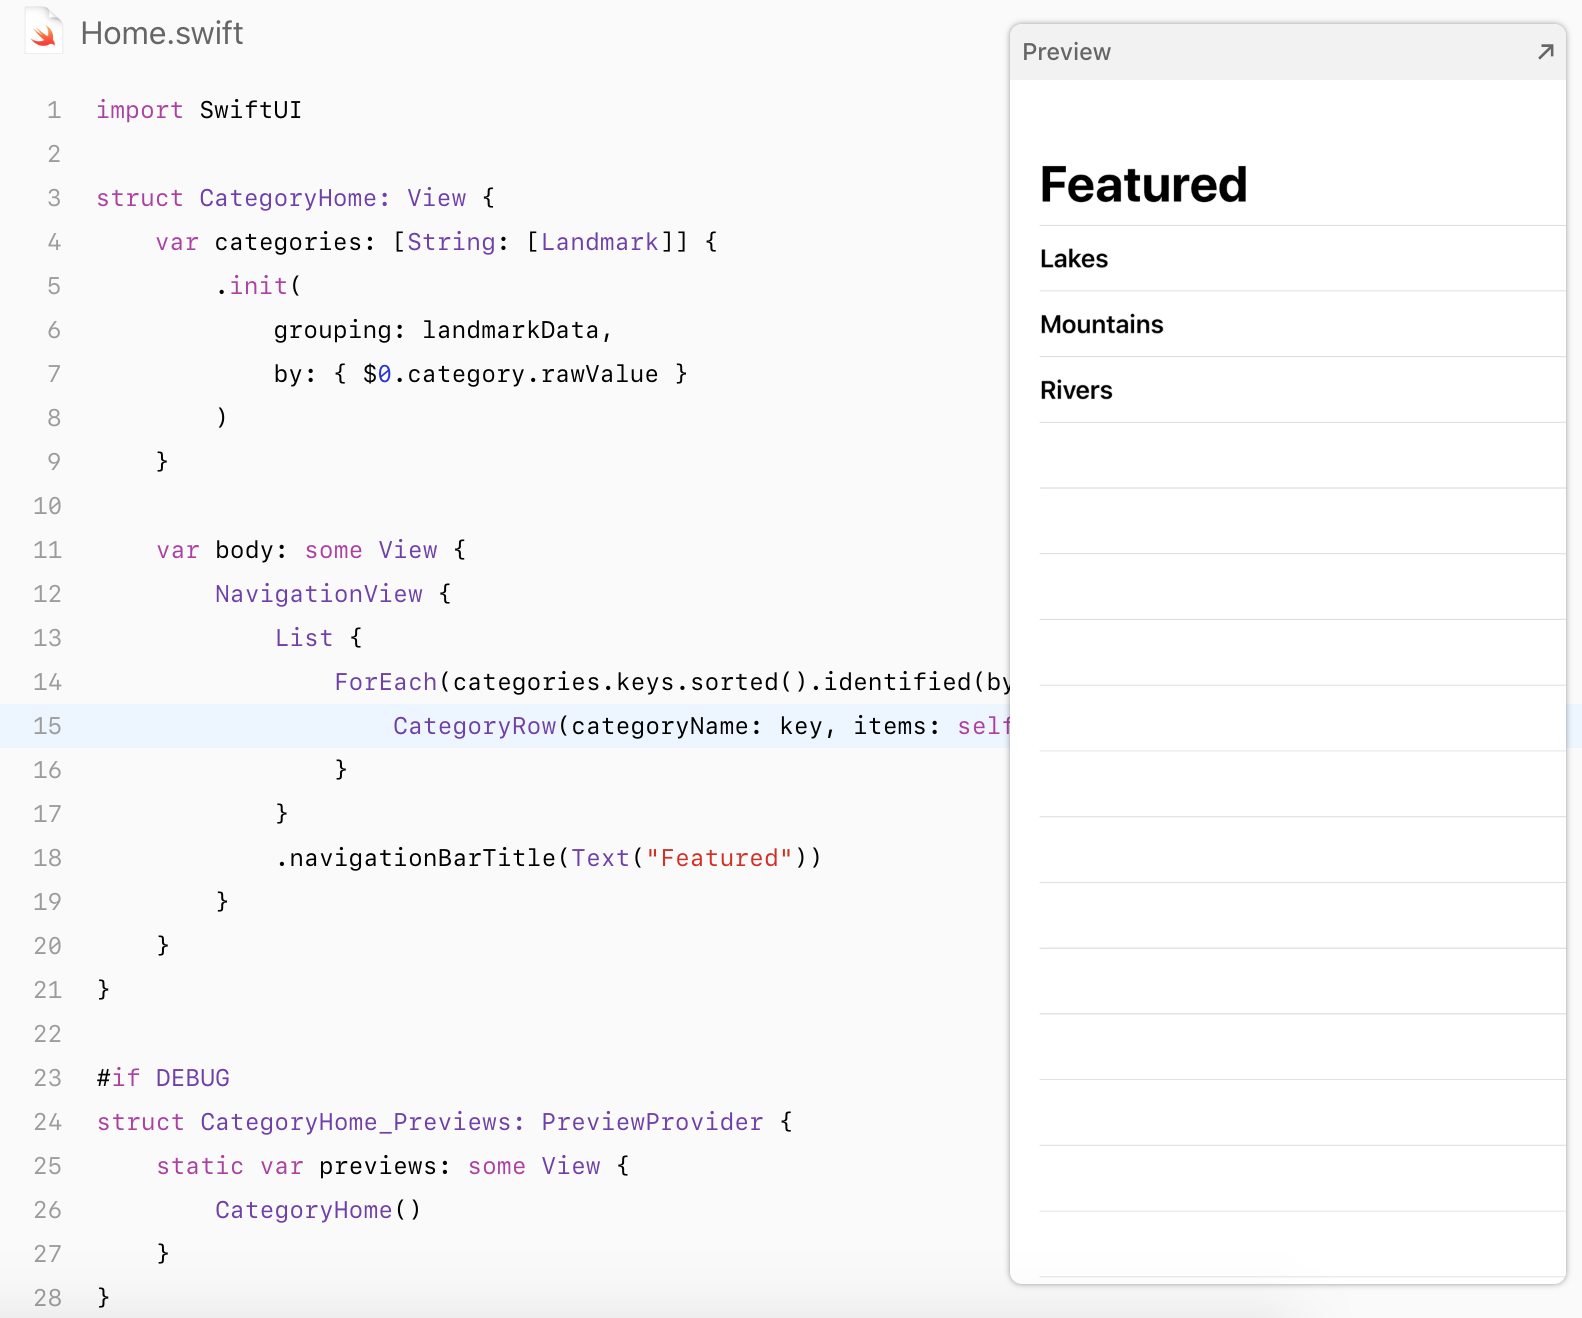 Home.swift
1 import SwiftUI
2
3 struct CategoryHome: View {
4 var categories: [String: [Landmark]] {
5 .init(
6 grouping: landmarkData,
7 by: { $0.category.rawValue }
8 )
9 }
10
11 var body: some View {
12 NavigationView {
13 List {
14 ForEach(categories.keys.sorted().identified(by
15 CategoryRow(categoryName: key, items: self
16 }
17 }
18 .navigationBarTitle(Text("Featured"))
19 }
20 }
21 }
22
23 #if DEBUG
24 struct CategoryHome_Previews: PreviewProvider {
25 static var previews: some View {
26 CategoryHome()
27 }
28 }
Preview
Featured
Lakes
Mountains
Rivers